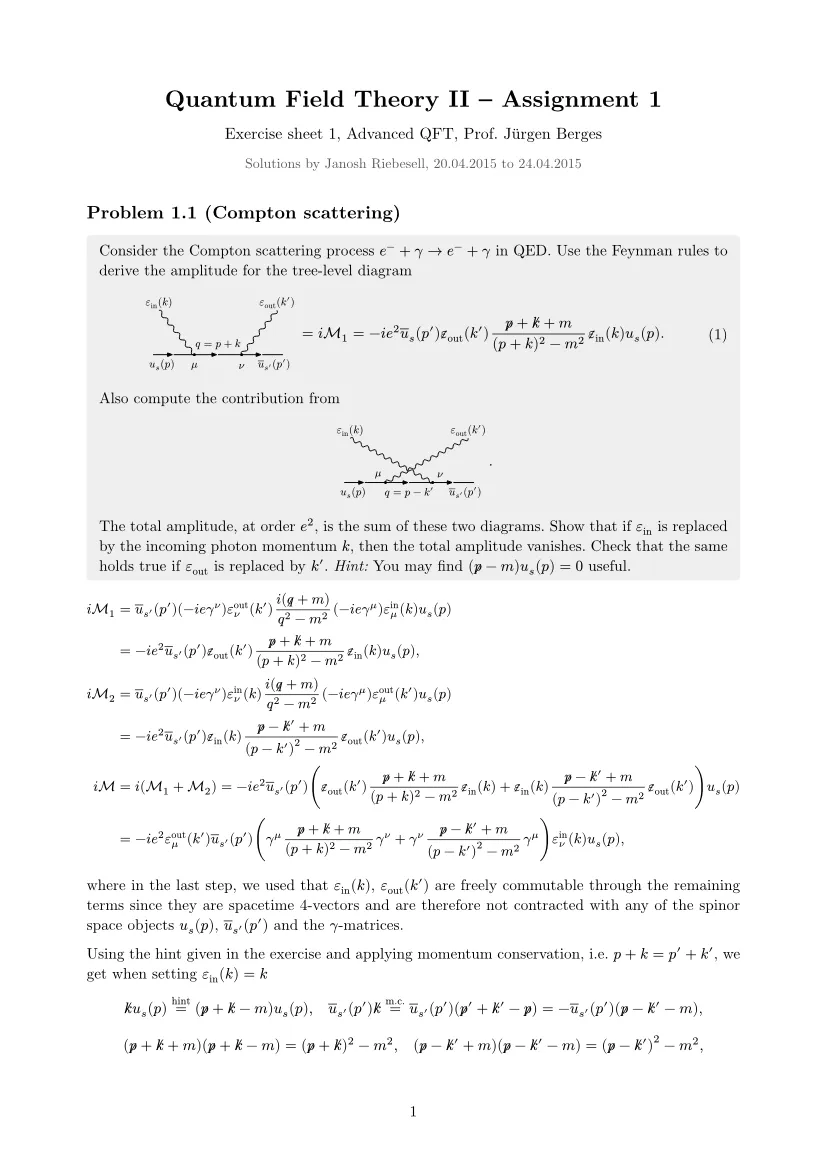 Quantum Field Theory II – Assignment 1
Exercise sheet 1, Advanced QFT, Prof. Jürgen Berges
Solutions by Janosh Riebesell, 20.04.2015 to 24.04.2015
Problem 1.1 (Compton scattering)
Consider the Compton scattering process e⁻ + γ → e⁻ + γ in QED. Use the Feynman rules to
derive the amplitude for the tree-level diagram
ε_in(k) ε_out(k′)
q = p + k
u_s(p) μ ν ū_s′(p′)
= iM₁ = −ie²ū_s(p′)ε̸_out(k′) (p̸ + k̸ + m)/((p + k)² − m²) ε̸_in(k)u_s(p). (1)
Also compute the contribution from
ε_in(k) ε_out(k′)
μ ν .
u_s(p) q = p − k′ ū_s′(p′)
The total amplitude, at order e², is the sum of these two diagrams. Show that if ε_in is replaced
by the incoming photon momentum k, then the total amplitude vanishes. Check that the same
holds true if ε_out is replaced by k′. Hint: You may find (p̸ − m)u_s(p) = 0 useful.
iM₁ = ū_s′(p′)(−ieγ^ν)ε_ν^out(k′) i(q̸ + m)/(q² − m²) (−ieγ^μ)ε_μ^in(k)u_s(p)
= −ie²ū_s′(p′)ε̸_out(k′) (p̸ + k̸ + m)/((p + k)² − m²) ε̸_in(k)u_s(p),
iM₂ = ū_s′(p′)(−ieγ^ν)ε_ν^in(k) i(q̸ + m)/(q² − m²) (−ieγ^μ)ε_μ^out(k′)u_s(p)
= −ie²ū_s′(p′)ε̸_in(k) (p̸ − k̸′ + m)/((p − k′)² − m²) ε̸_out(k′)u_s(p),
iM = i(M₁ + M₂) = −ie²ū_s′(p′)(ε̸_out(k′) (p̸ + k̸ + m)/((p + k)² − m²) ε̸_in(k) + ε̸_in(k) (p̸ − k̸′ + m)/((p − k′)² − m²) ε̸_out(k′))u_s(p)
= −ie²ε_μ^out(k′)ū_s′(p′)(γ^μ (p̸ + k̸ + m)/((p + k)² − m²) γ^ν + γ^ν (p̸ − k̸′ + m)/((p − k′)² − m²) γ^μ)ε_ν^in(k)u_s(p),
where in the last step, we used that ε_in(k), ε_out(k′) are freely commutable through the remaining
terms since they are spacetime 4-vectors and are therefore not contracted with any of the spinor
space objects u_s(p), ū_s′(p′) and the γ-matrices.
Using the hint given in the exercise and applying momentum conservation, i.e. p + k = p′ + k′, we
get when setting ε_in(k) = k
k̸u_s(p) =^hint (p̸ + k̸ − m)u_s(p), ū_s′(p′)k̸ =^m.c. ū_s′(p′)(p̸′ + k̸′ − p̸) = −ū_s′(p′)(p̸ − k̸′ − m),
(p̸ + k̸ + m)(p̸ + k̸ − m) = (p̸ + k̸)² − m², (p̸ − k̸′ + m)(p̸ − k̸′ − m) = (p̸ − k̸′)² − m²,
1